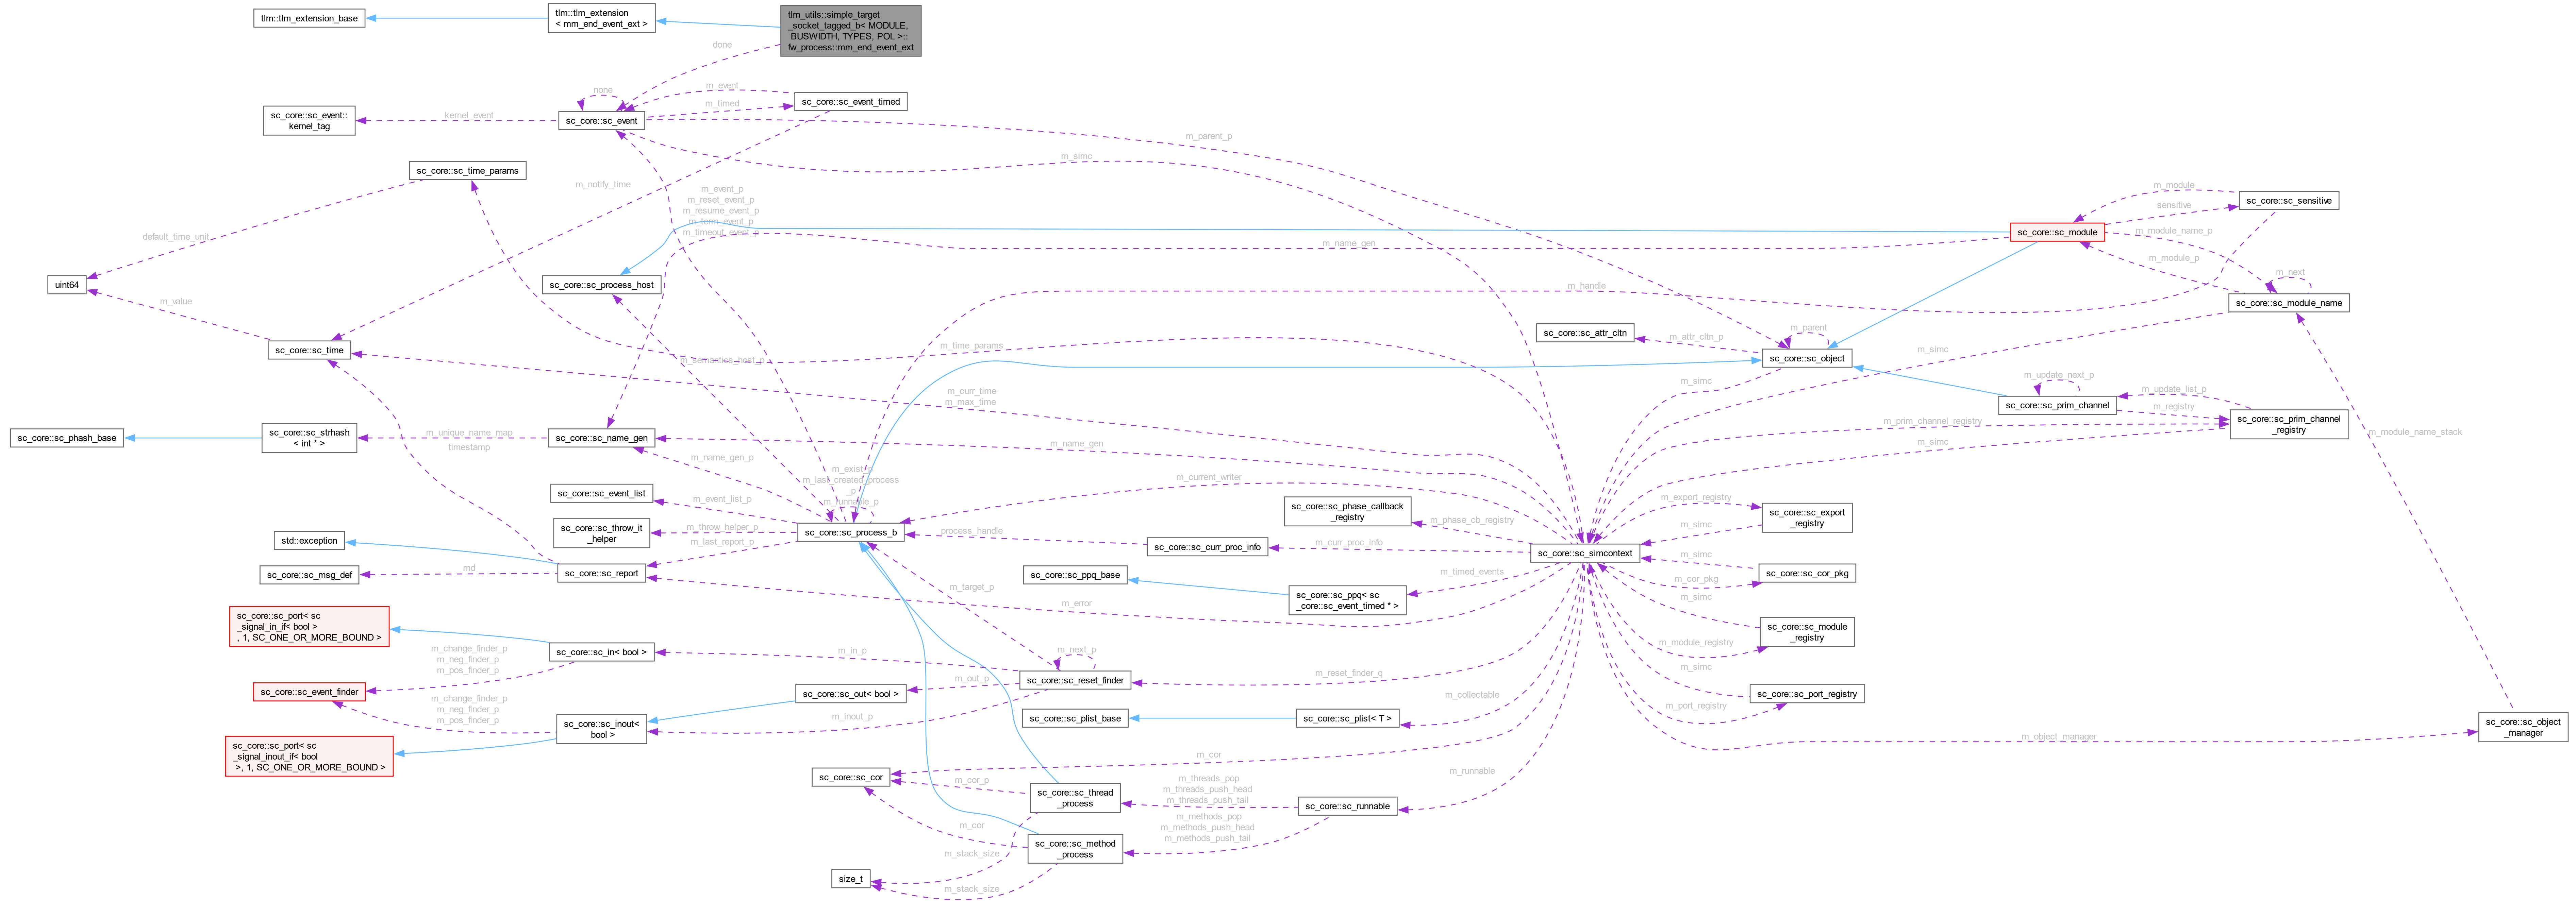 tlm::tlm_extension_base
tlm::tlm_extension
< mm_end_event_ext >
tlm_utils::simple_target
_socket_tagged_b< MODULE,
BUSWIDTH, TYPES, POL >::
fw_process::mm_end_event_ext
done
none
m_event
m_timed
sc_core::sc_event_timed
sc_core::sc_event::
kernel_tag
kernel_event
sc_core::sc_event
m_parent_p
m_simc
sc_core::sc_time_params
m_notify_time
m_event_p
m_reset_event_p
m_resume_event_p
m_term_event_p
m_timeout_event_p
m_module
sensitive
sc_core::sc_sensitive
sc_core::sc_module
m_module_name_p
default_time_unit
m_name_gen
m_module_p
uint64
m_value
sc_core::sc_process_host
m_handle
m_next
sc_core::sc_module_name
sc_core::sc_time
m_semantics_host_p
m_time_params
sc_core::sc_attr_cltn
m_attr_cltn_p
m_parent
sc_core::sc_object
m_simc
m_curr_time
m_max_time
m_simc
m_update_next_p
sc_core::sc_prim_channel
m_update_list_p
m_registry
sc_core::sc_prim_channel
_registry
m_prim_channel_registry
m_simc
m_module_name_stack
sc_core::sc_phash_base
sc_core::sc_strhash
< int * >
m_unique_name_map
timestamp
sc_core::sc_name_gen
m_name_gen_p
m_name_gen
m_exist_p
m_last_created_process
_p
m_runnable_p
m_current_writer
sc_core::sc_event_list
m_event_list_p
sc_core::sc_throw_it
_helper
m_throw_helper_p
m_last_report_p
sc_core::sc_process_b
process_handle
sc_core::sc_curr_proc_info
m_curr_proc_info
sc_core::sc_phase_callback
_registry
m_phase_cb_registry
sc_core::sc_simcontext
m_export_registry
m_simc
sc_core::sc_export
_registry
m_simc
m_cor_pkg
sc_core::sc_cor_pkg
std::exception
sc_core::sc_msg_def
md
sc_core::sc_report
m_target_p
m_error
sc_core::sc_ppq_base
sc_core::sc_ppq< sc
_core::sc_event_timed * >
m_timed_events
m_simc
m_module_registry
sc_core::sc_module
_registry
sc_core::sc_port< sc
_signal_in_if< bool >
, 1, SC_ONE_OR_MORE_BOUND >
m_change_finder_p
m_neg_finder_p
m_pos_finder_p
sc_core::sc_in< bool >
m_in_p
m_next_p
sc_core::sc_reset_finder
m_reset_finder_q
m_simc
m_port_registry
sc_core::sc_port_registry
sc_core::sc_event_finder
m_change_finder_p
m_neg_finder_p
m_pos_finder_p
sc_core::sc_out< bool >
m_out_p
m_inout_p
sc_core::sc_inout<
bool >
sc_core::sc_plist_base
sc_core::sc_plist< T >
m_collectable
sc_core::sc_object
_manager
m_object_manager
sc_core::sc_port< sc
_signal_inout_if< bool
>, 1, SC_ONE_OR_MORE_BOUND >
m_cor
m_runnable
sc_core::sc_cor
m_cor_p
sc_core::sc_thread
_process
m_threads_pop
m_threads_push_head
m_threads_push_tail
sc_core::sc_runnable
m_cor
m_methods_pop
m_methods_push_head
m_methods_push_tail
sc_core::sc_method
_process
m_stack_size
size_t
m_stack_size